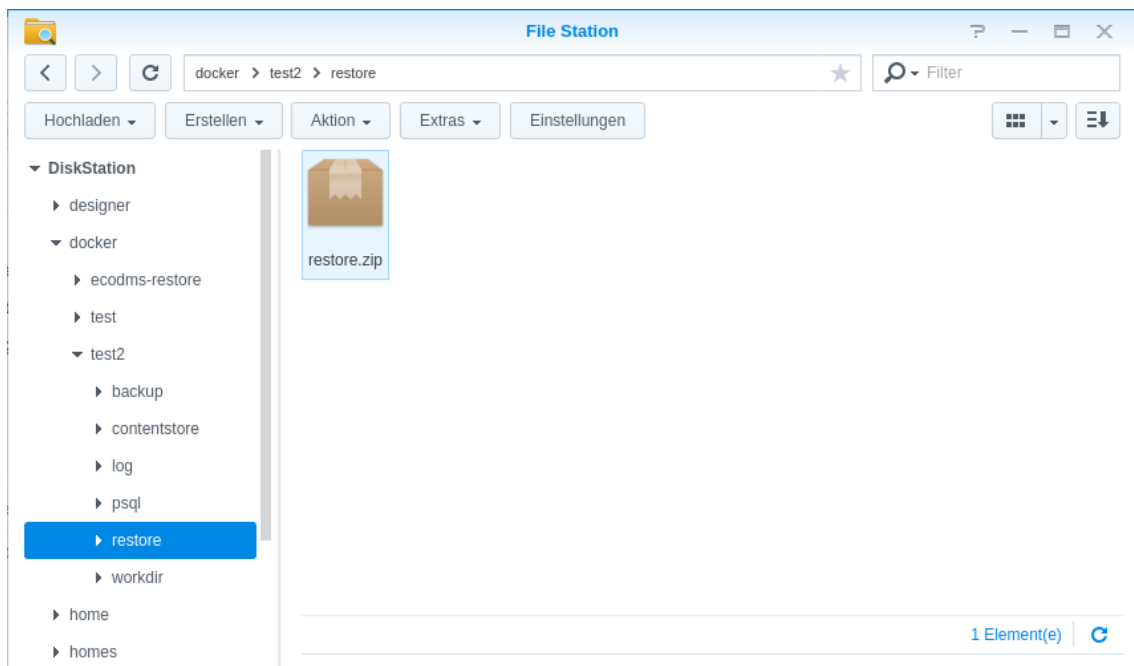 File Station
docker > test2 > restore
Filter
Hochladen Erstellen Aktion Extras Einstellungen
DiskStation
designer
docker
ecodms-restore
test
test2
backup
contentstore
log
psql
restore
workdir
home
homes
restore.zip
1 Element(e)